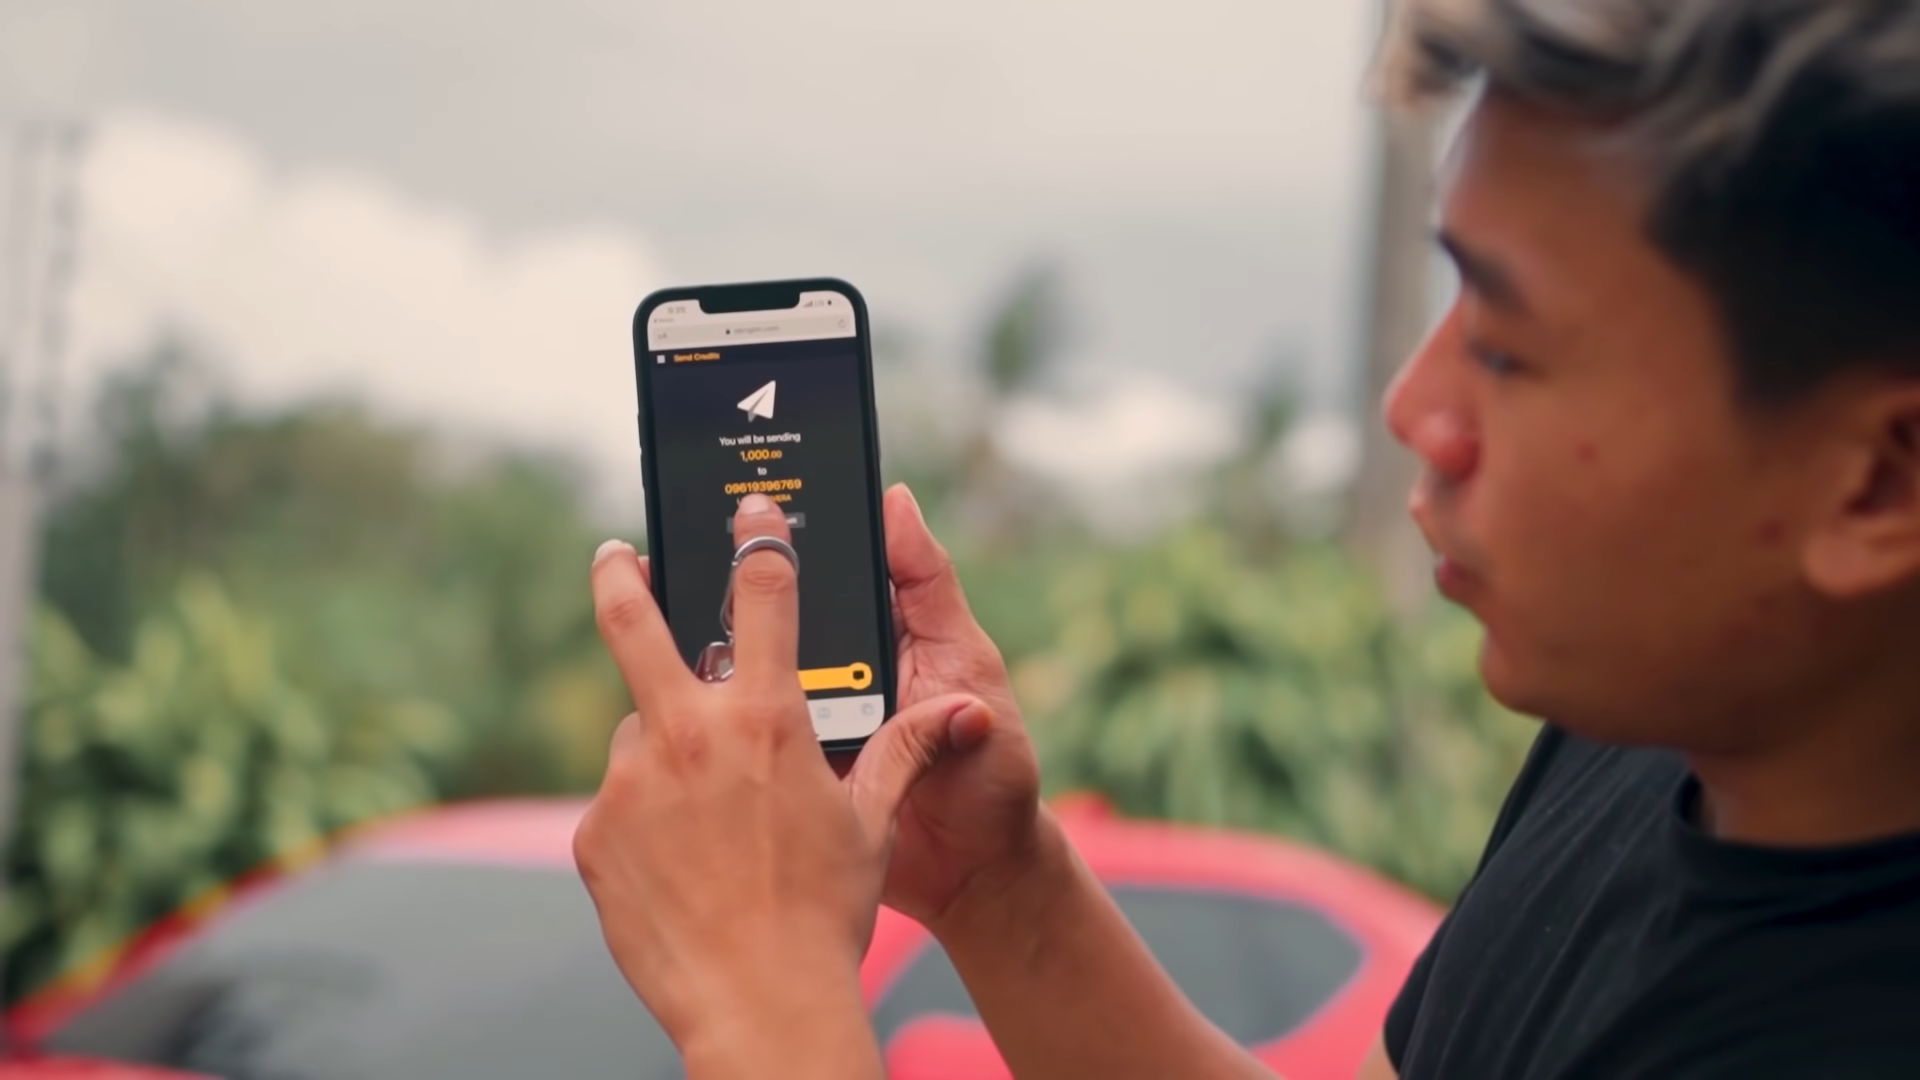 Send Credits
You will be sending
1,000.00
to
09619396769